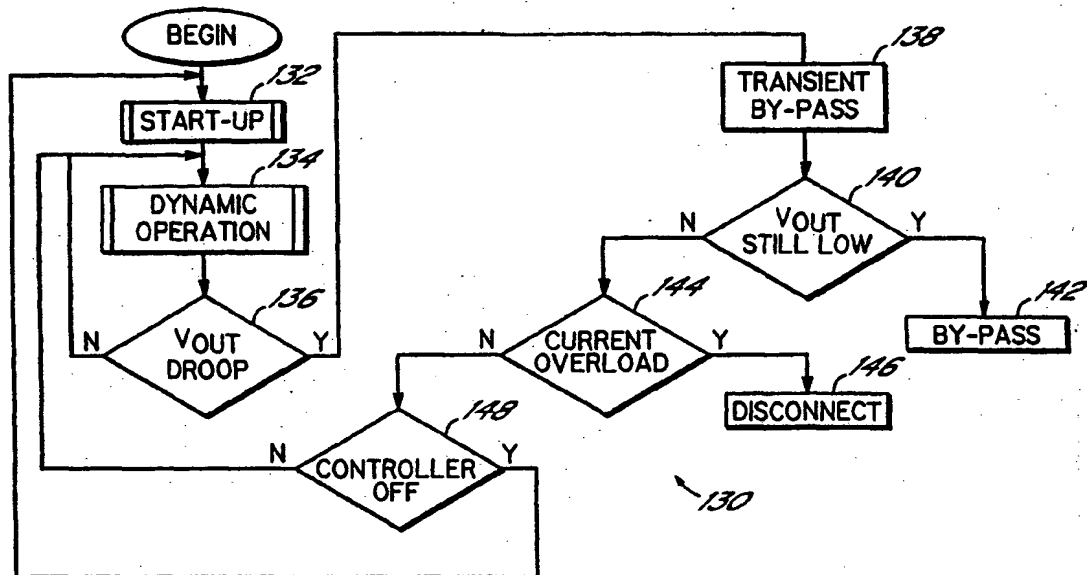 BEGIN
132
START-UP
134
DYNAMIC
OPERATION
136
N
VOUT
DROOP
Y
138
TRANSIENT
BY-PASS
140
N
VOUT
STILL LOW
Y
142
BY-PASS
144
N
CURRENT
OVERLOAD
Y
146
DISCONNECT
148
N
CONTROLLER
OFF
Y
130